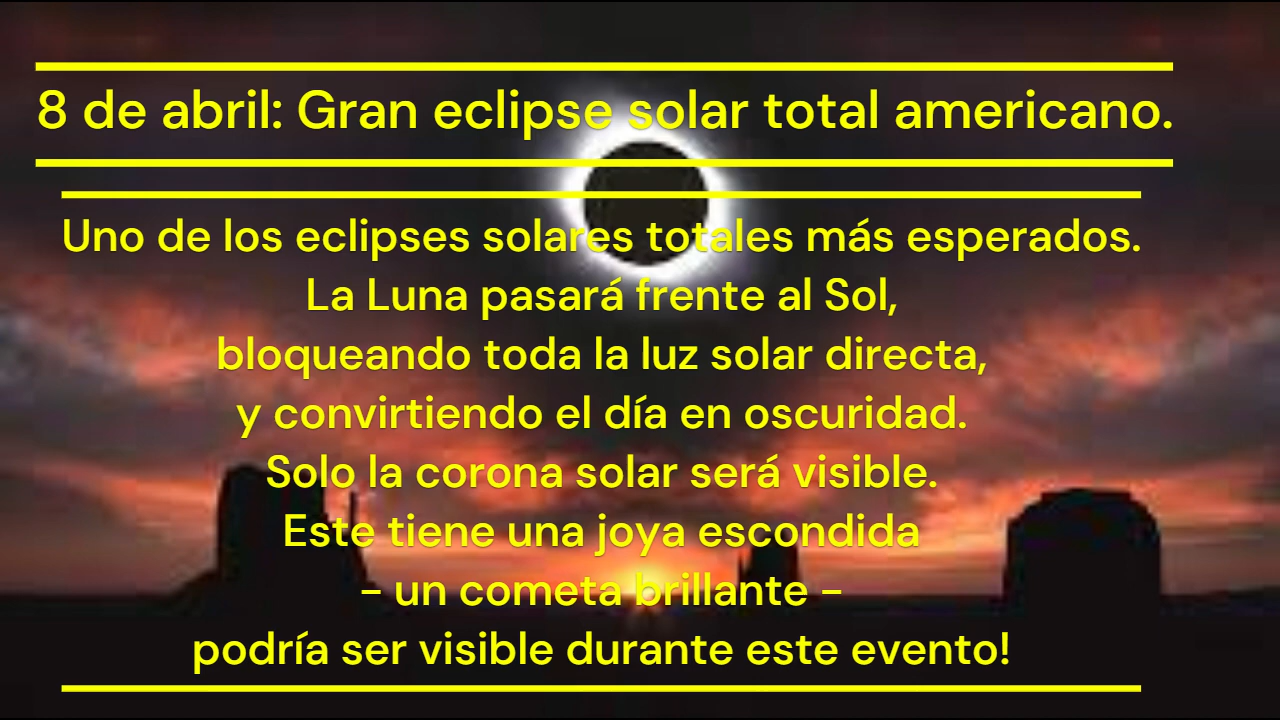 8 de abril: Gran eclipse solar total americano.
Uno de los eclipses solares totales más esperados.
La Luna pasará frente al Sol,
bloqueando toda la luz solar directa,
y convirtiendo el día en oscuridad.
Solo la corona solar será visible.
Este tiene una joya escondida
- un cometa brillante -
podría ser visible durante este evento!